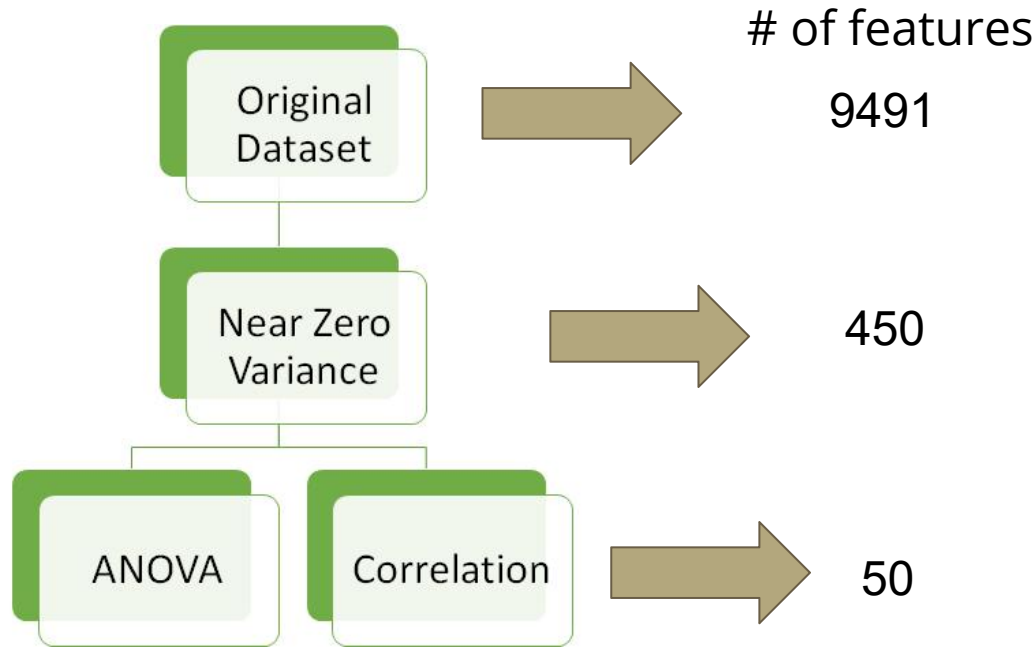 # of features
Original
Dataset
9491
Near Zero
Variance
450
ANOVA
Correlation
50